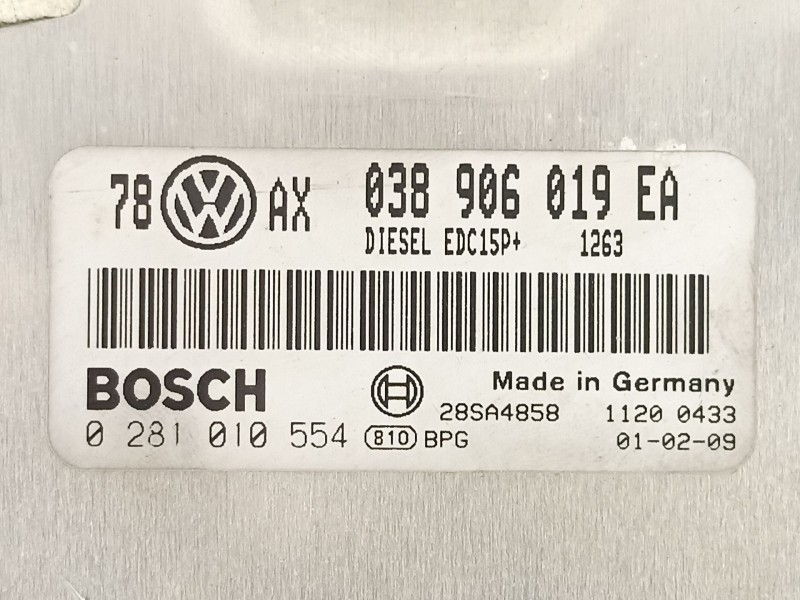 78 VW AX 038 906 019 EA
DIESEL EDC15P+ 1263
BOSCH Made in Germany
28SA4858 1120 0433
0 281 010 554 810 BPG 01-02-09